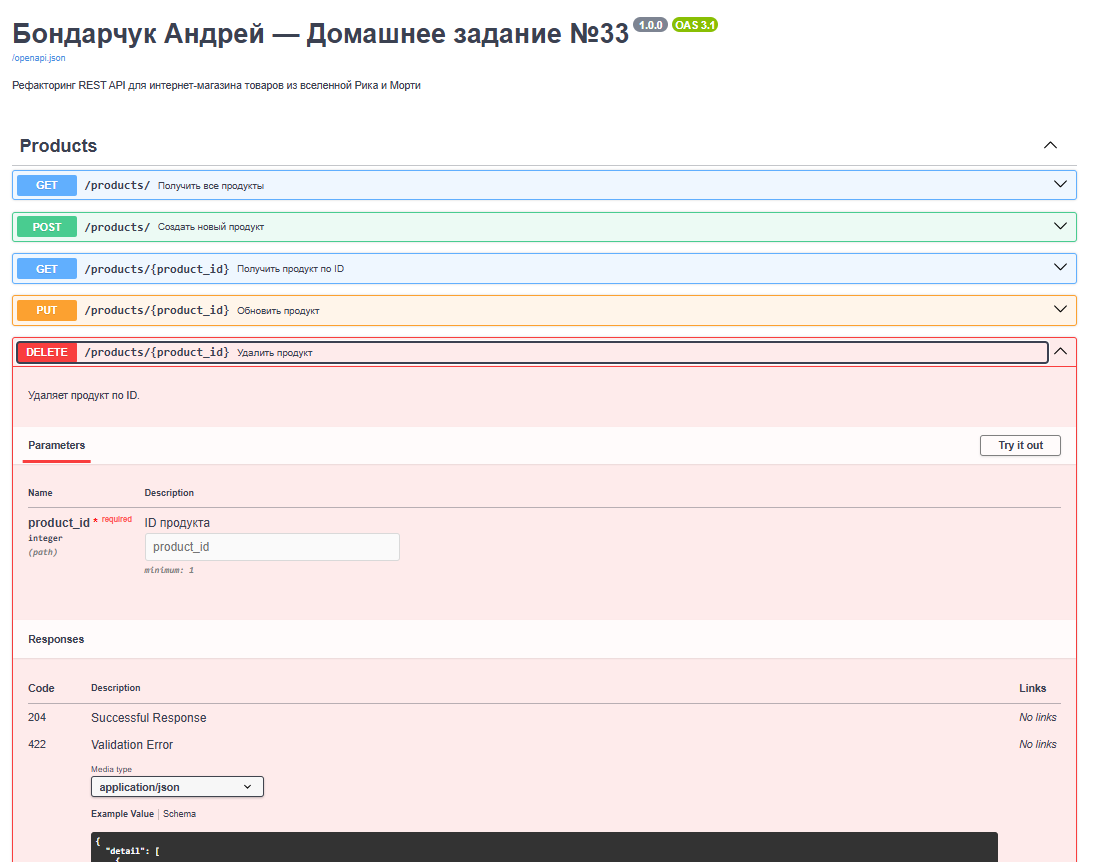 Бондарчук Андрей — Домашнее задание №33 1.0.0 OAS 3.1
/openapi.json
Рефакторинг REST API для интернет-магазина товаров из вселенной Рика и Морти
Products
GET /products/ Получить все продукты
POST /products/ Создать новый продукт
GET /products/{product_id} Получить продукт по ID
PUT /products/{product_id} Обновить продукт
DELETE /products/{product_id} Удалить продукт
Удаляет продукт по ID.
Parameters Try it out
Name Description
product_id * required ID продукта
integer
(path)
product_id
minimum: 1
Responses
Code Description Links
204 Successful Response No links
422 Validation Error No links
Media type
application/json
Example Value Schema
{
"detail": [
{